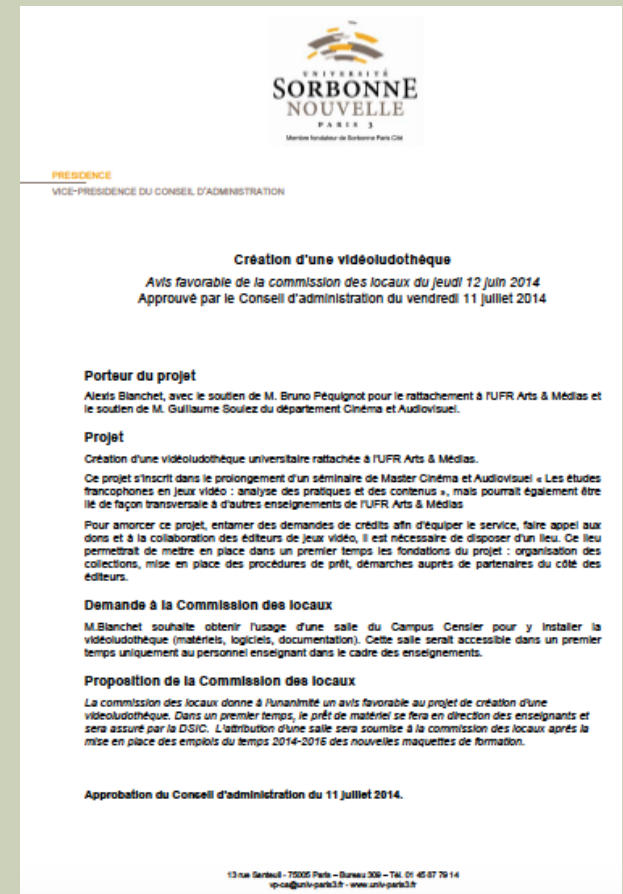 UNIVERSITÉ
SORBONNE
NOUVELLE
PARIS 3
Membre fondateur de Sorbonne Paris Cité
PRESIDENCE
VICE-PRESIDENCE DU CONSEIL D'ADMINISTRATION
Création d'une vidéoludothèque
Avis favorable de la commission des locaux du jeudi 12 juin 2014
Approuvé par le Conseil d'administration du vendredi 11 juillet 2014
Porteur du projet
Alexis Blanchet, avec le soutien de M. Bruno Péquignot pour le rattachement à l'UFR Arts & Médias et
le soutien de M. Guillaume Soulez du département Cinéma et Audiovisuel.
Projet
Création d'une vidéoludothèque universitaire rattachée à l'UFR Arts & Médias.
Ce projet s'inscrit dans le prolongement d'un séminaire de Master Cinéma et Audiovisuel « Les études
francophones en jeux vidéo : analyse des pratiques et des contenus », mais pourrait également être
lié de façon transversale à d'autres enseignements de l'UFR Arts & Médias
Pour amorcer ce projet, entamer des demandes de crédits afin d'équiper le service, faire appel aux
dons et à la collaboration des éditeurs de jeux vidéo, il est nécessaire de disposer d'un lieu. Ce lieu
permettrait de mettre en place dans un premier temps les fondations du projet : organisation des
collections, mise en place des procédures de prêt, démarches auprès de partenaires du côté des
éditeurs.
Demande à la Commission des locaux
M.Blanchet souhaite obtenir l'usage d'une salle du Campus Censier pour y installer la
vidéoludothèque (matériels, logiciels, documentation). Cette salle serait accessible dans un premier
temps uniquement au personnel enseignant dans le cadre des enseignements.
Proposition de la Commission des locaux
La commission des locaux donne à l'unanimité un avis favorable au projet de création d'une
videoludothèque. Dans un premier temps, le prêt de matériel se fera en direction des enseignants et
sera assuré par la DSIC. L'attribution d'une salle sera soumise à la commission des locaux après la
mise en place des emplois du temps 2014-2015 des nouvelles maquettes de formation.
Approbation du Conseil d'administration du 11 juillet 2014.
13 rue Santeuil - 75005 Paris – Bureau 309 – Tél. 01 45 87 79 14
vp-ca@univ-paris3.fr - www.univ-paris3.fr